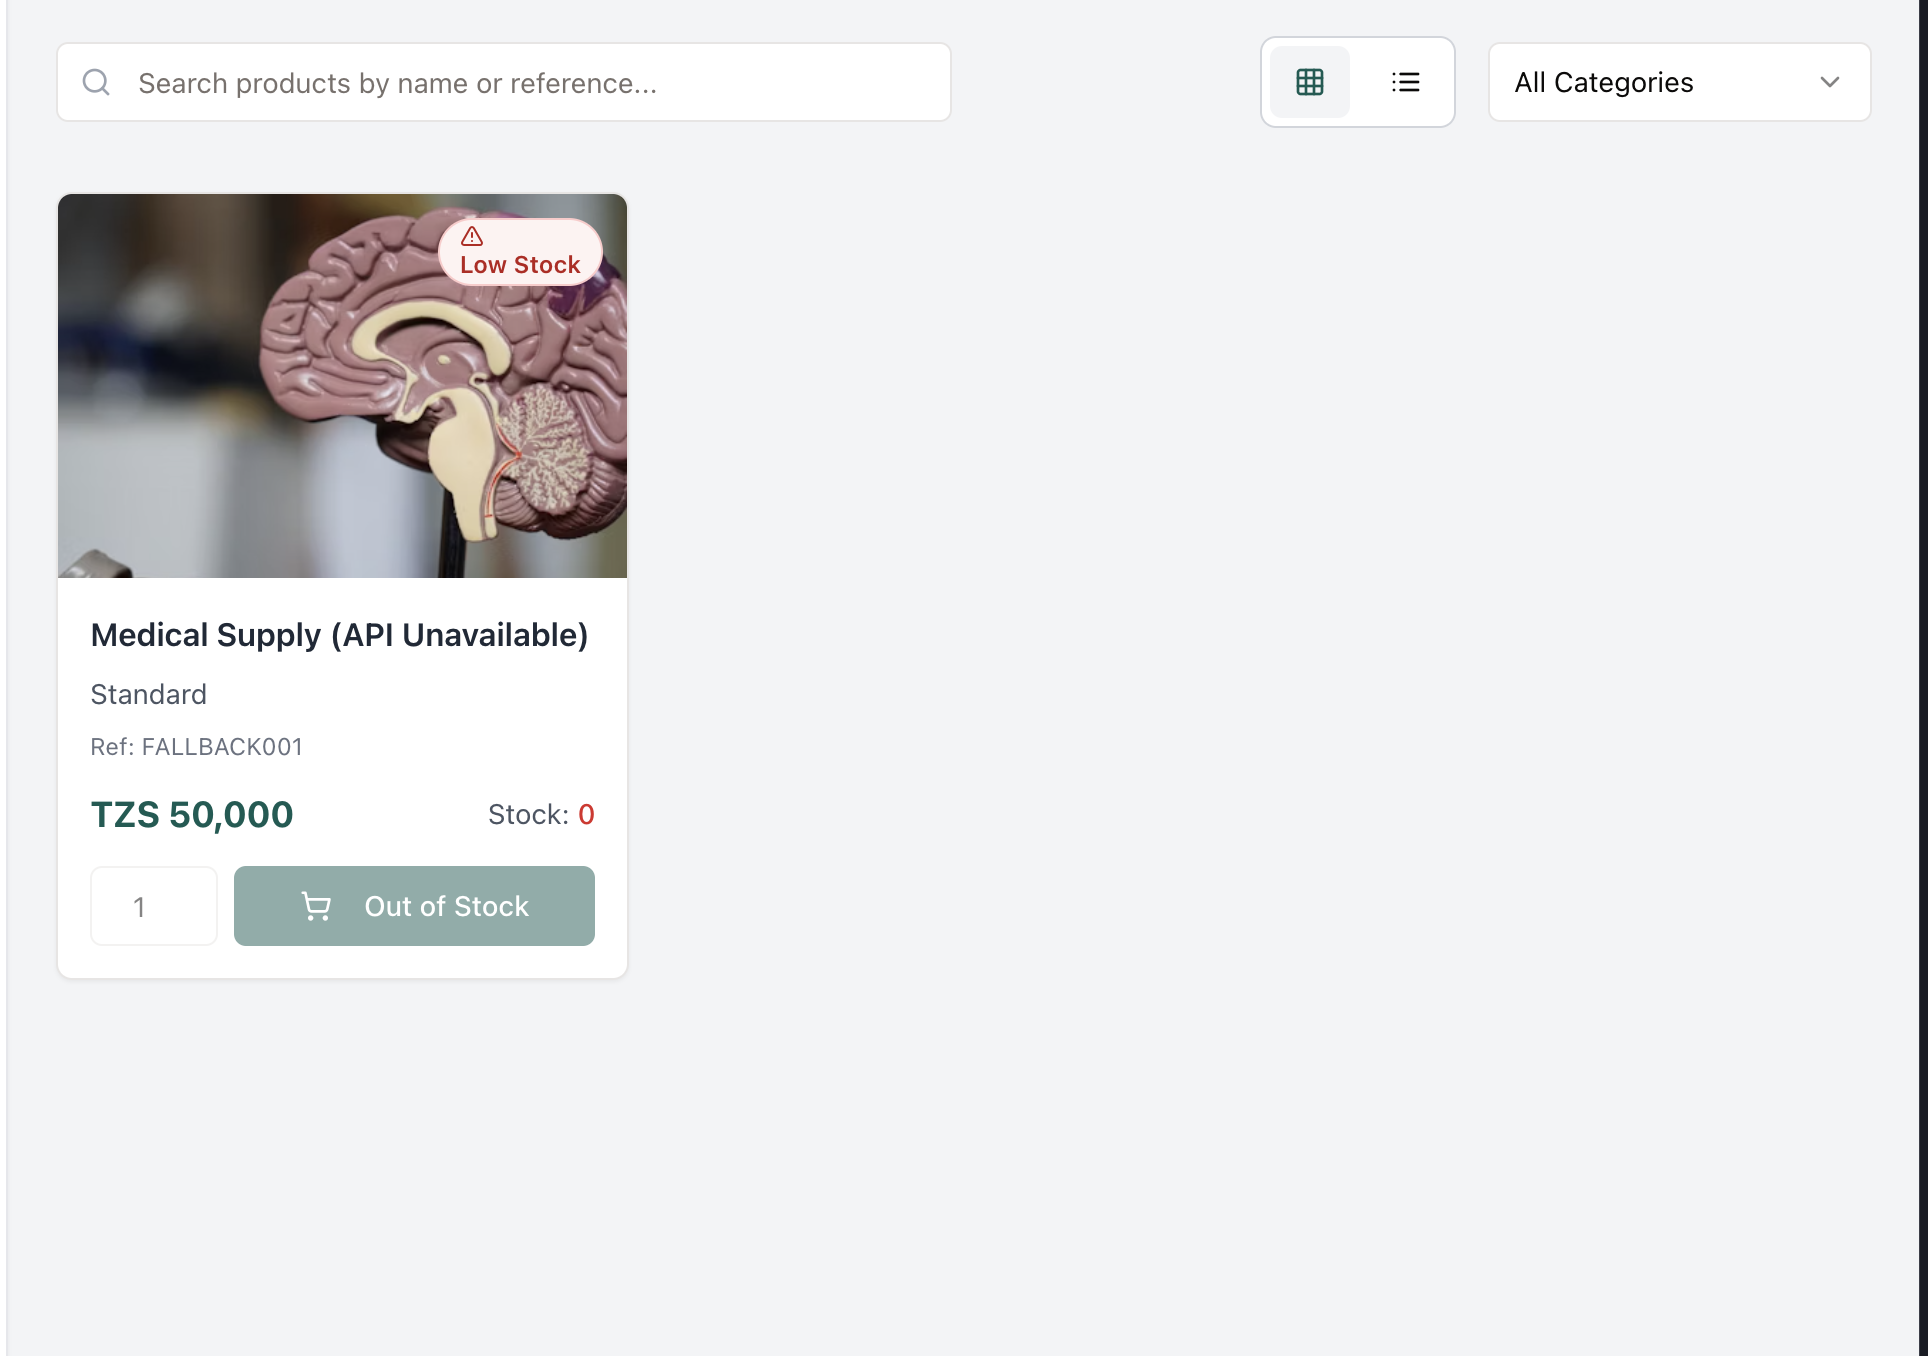 Search products by name or reference...
All Categories
Low Stock
Medical Supply (API Unavailable)
Standard
Ref: FALLBACK001
TZS 50,000
Stock: 0
1
Out of Stock